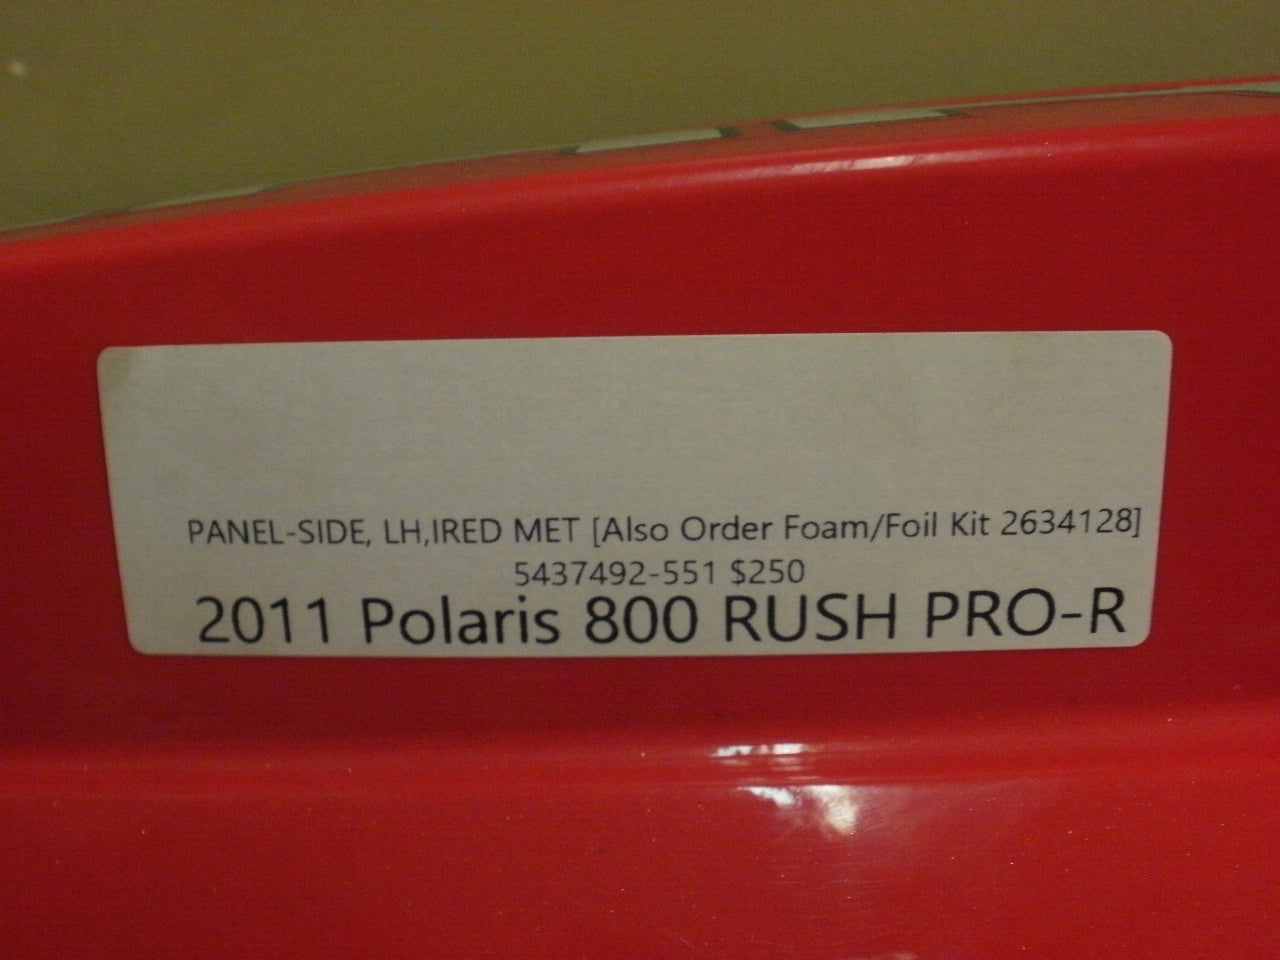 PANEL-SIDE, LH,IRED MET [Also Order Foam/Foil Kit 2634128]
5437492-551 $250
2011 Polaris 800 RUSH PRO-R